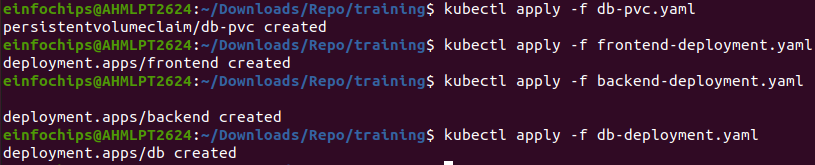 einfochips@AHMLPT2624:~/Downloads/Repo/training$ kubectl apply -f db-pvc.yaml
persistentvolumeclaim/db-pvc created
einfochips@AHMLPT2624:~/Downloads/Repo/training$ kubectl apply -f frontend-deployment.yaml
deployment.apps/frontend created
einfochips@AHMLPT2624:~/Downloads/Repo/training$ kubectl apply -f backend-deployment.yaml
deployment.apps/backend created
einfochips@AHMLPT2624:~/Downloads/Repo/training$ kubectl apply -f db-deployment.yaml
deployment.apps/db created